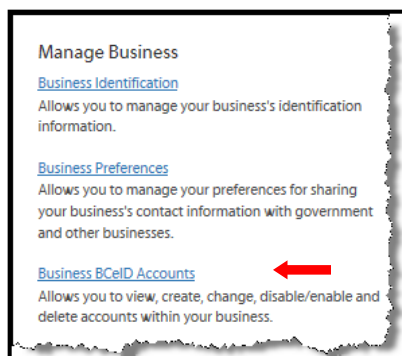 Manage Business
Business Identification
Allows you to manage your business's identification
information.
Business Preferences
Allows you to manage your preferences for sharing
your business's contact information with government
and other businesses.
Business BCeID Accounts
Allows you to view, create, change, disable/enable and
delete accounts within your business.